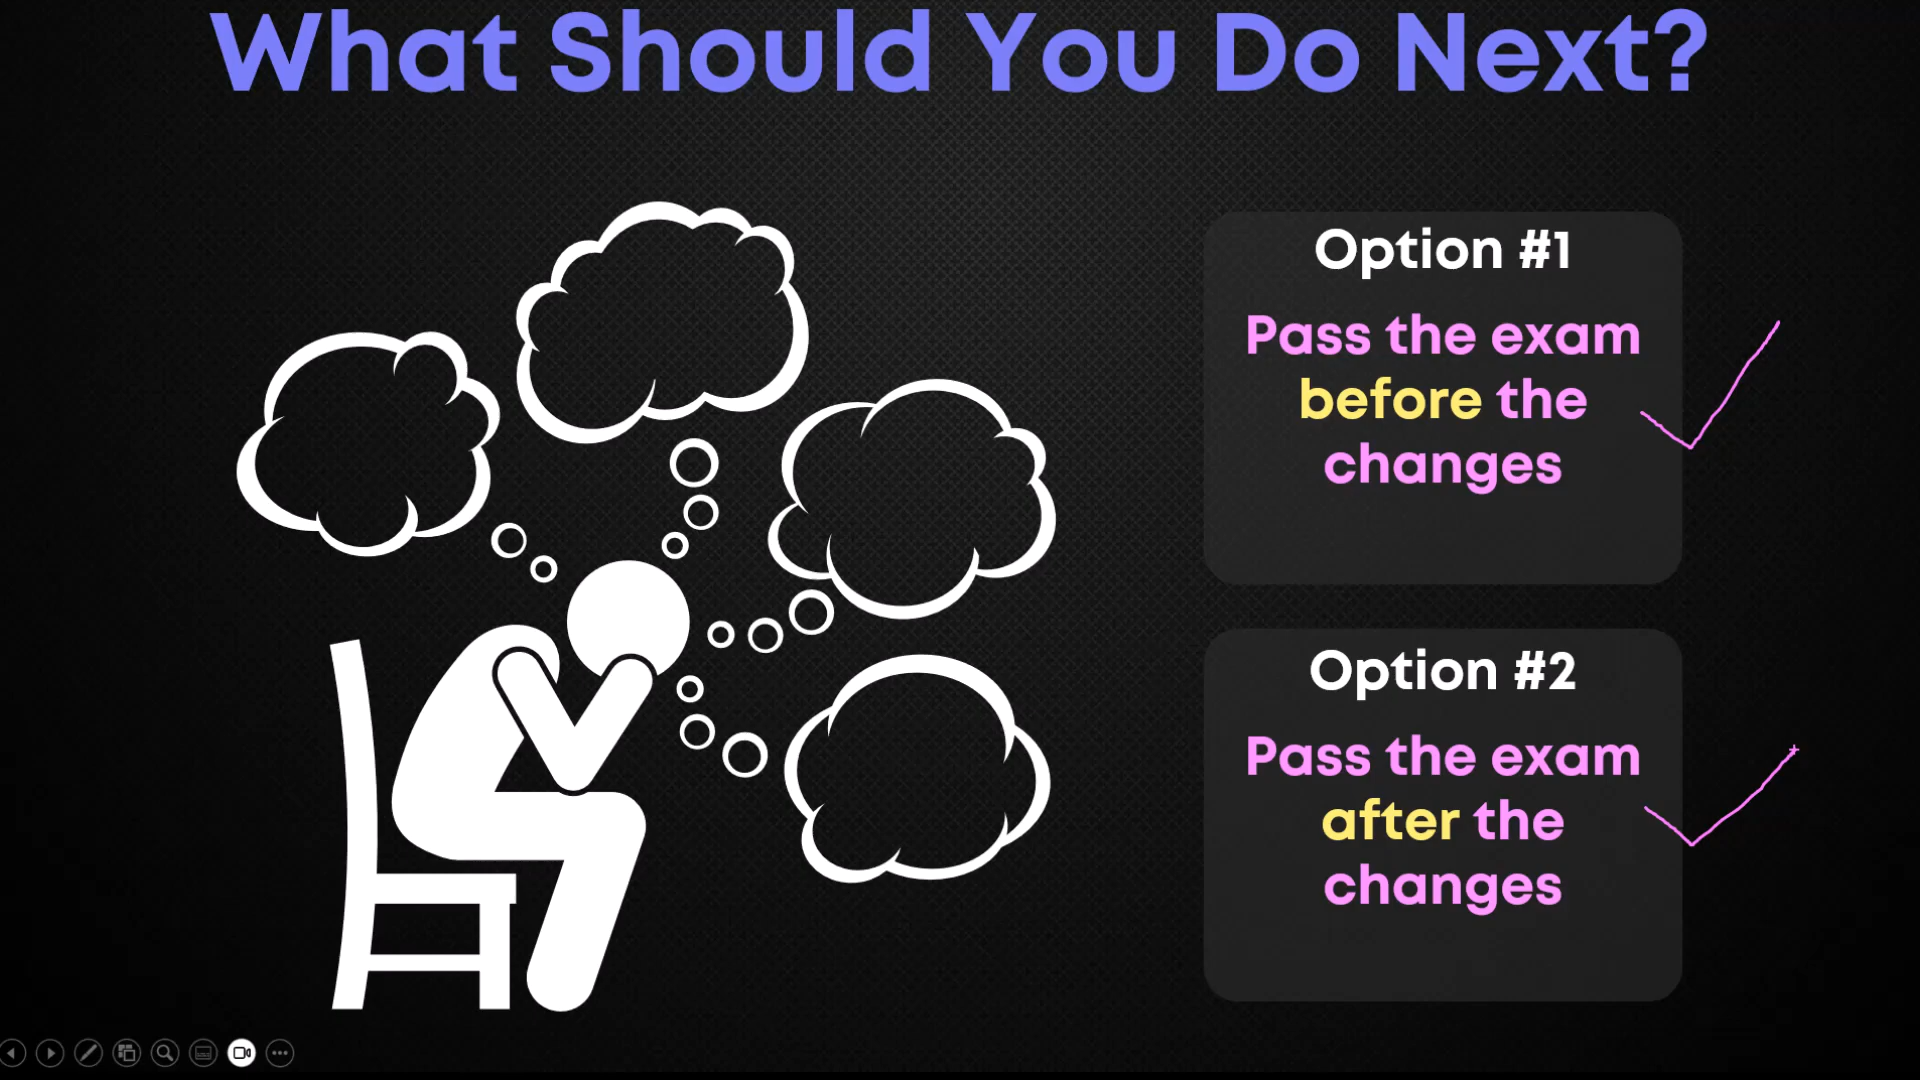 What Should You Do Next?
Option #1
Pass the exam
before the
changes
Option #2
Pass the exam
after the
changes